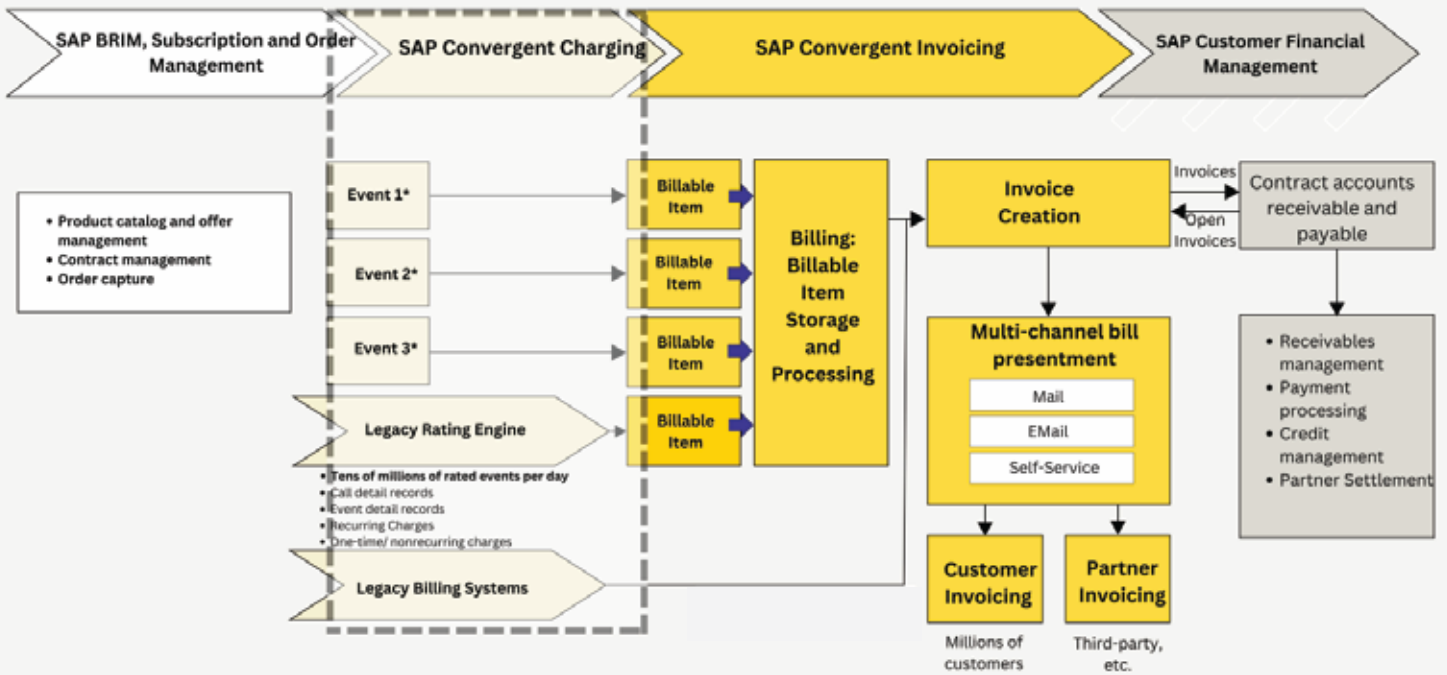 SAP BRIM, Subscription and Order
Management
SAP Convergent Charging
SAP Convergent Invoicing
SAP Customer Financial
Management
• Product catalog and offer
management
• Contract management
• Order capture
Event 1*
Event 2*
Event 3*
Legacy Rating Engine
• Tens of millions of rated events per day
• Call detail records
• Event detail records
• Recurring Charges
• One-time/ nonrecurring charges
Legacy Billing Systems
Billable
Item
Billable
Item
Billable
Item
Billable
Item
Billing:
Billable
Item
Storage
and
Processing
Invoice
Creation
Invoices
Open
Invoices
Contract accounts
receivable and
payable
Multi-channel bill
presentment
Mail
EMail
Self-Service
Customer
Invoicing
Partner
Invoicing
Millions of
customers
Third-party,
etc.
• Receivables
management
• Payment
processing
• Credit
management
• Partner Settlement